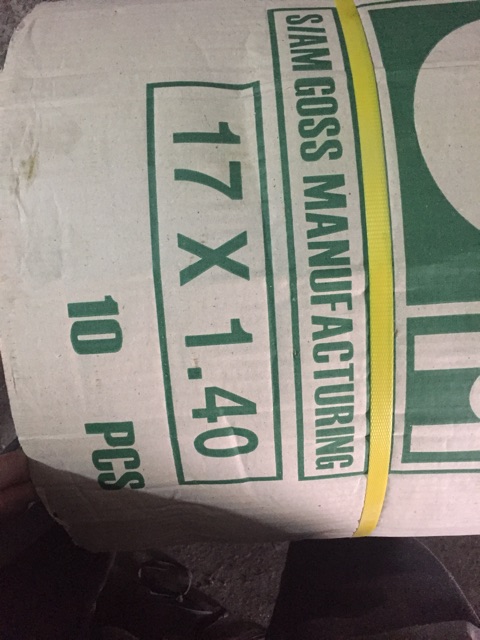 SIAM GOSS MANUFACTURING
17 X 1.40
10 PCS